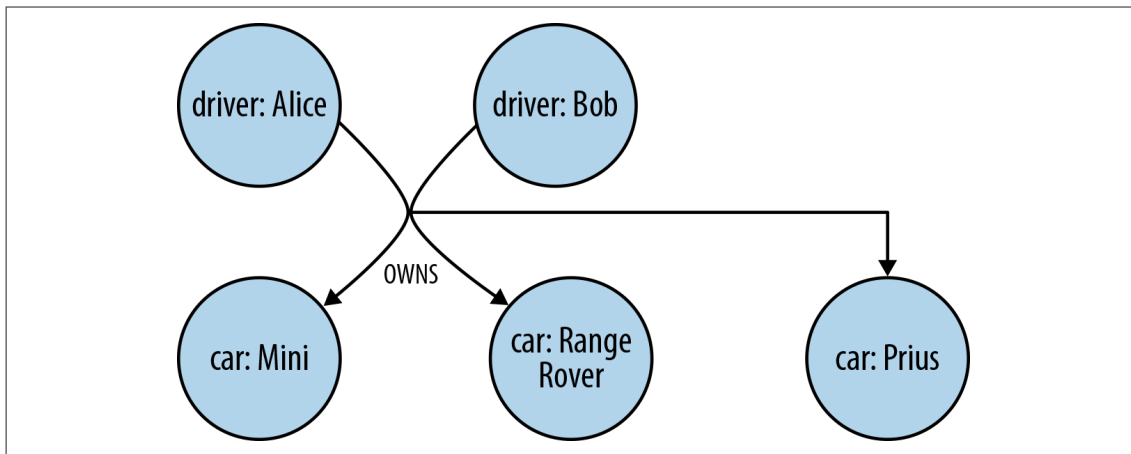 driver: Alice
driver: Bob
OWNS
car: Mini
car: Range
Rover
car: Prius